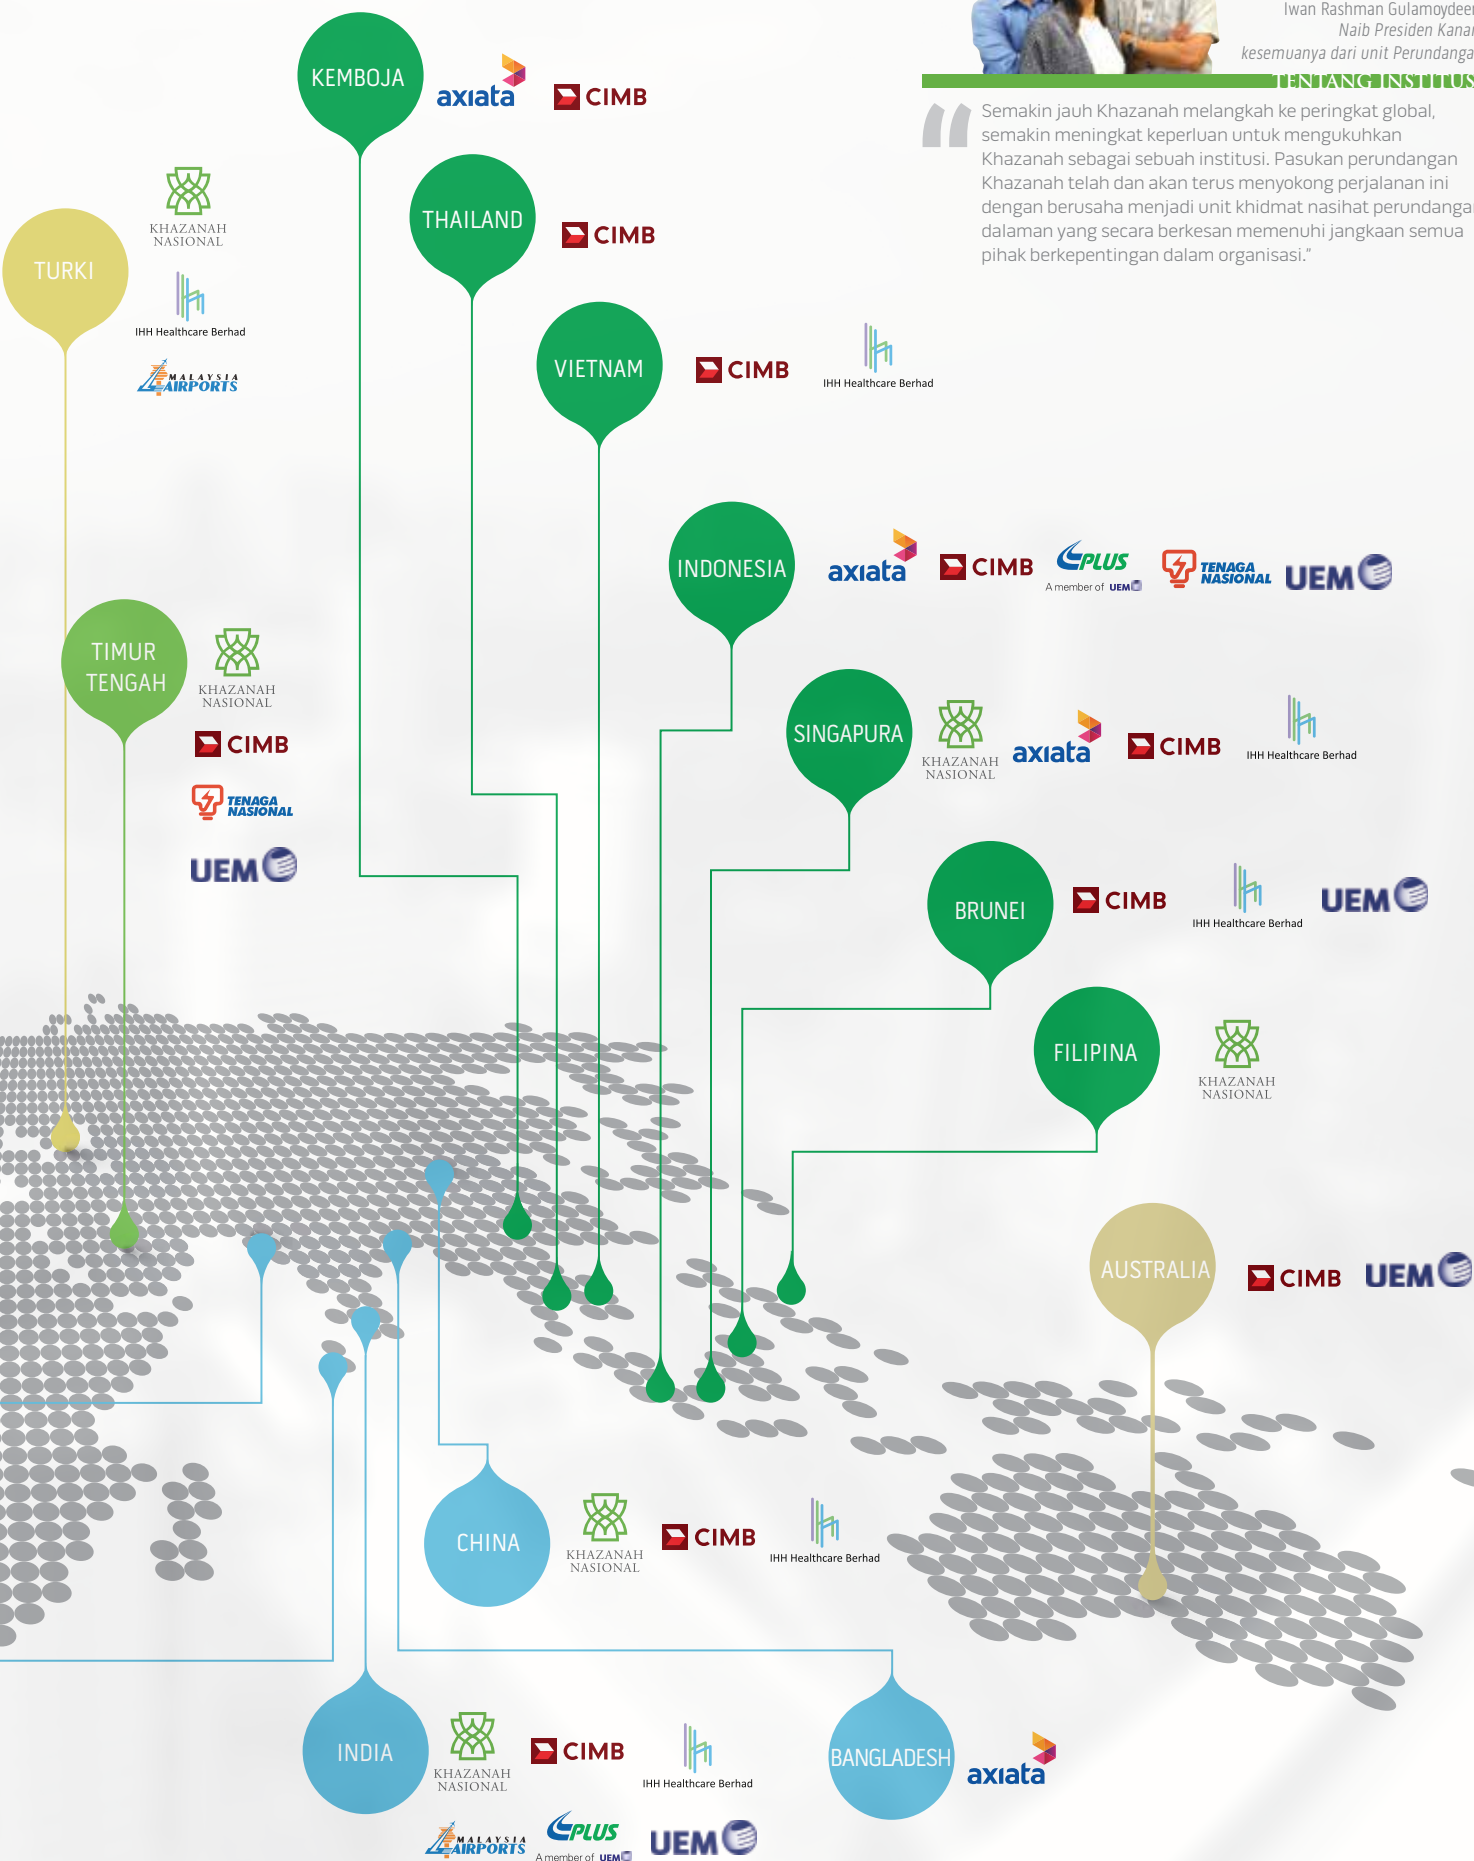 Iwan Rashman Gulamoydeen
Naib Presiden Kanan
kesemuanya dari unit
TENTANG INSTITUSI
“
Semakin jauh Khazanah melangkah ke peringkat global,
semakin meningkat keperluan untuk mengukuhkan
Khazanah sebagai sebuah institusi. Pasukan perundangan
Khazanah telah dan akan terus menyokong perjalanan ini
dengan berusaha menjadi unit khidmat nasihat
dalaman yang secara berkesan memenuhi jangkaan semua
pihak berkepentingan dalam organisasi.”
KEMBOJA
axiata
CIMB
THAILAND
CIMB
TURKI
KHAZANAH
NASIONAL
IHH Healthcare Berhad
MALAYSIA
AIRPORTS
VIETNAM
CIMB
IHH Healthcare Berhad
INDONESIA
axiata
CIMB
PLUS
A member of UEM
TENAGA
NASIONAL
UEM
TIMUR
TENGAH
KHAZANAH
NASIONAL
CIMB
TENAGA
NASIONAL
UEM
SINGAPURA
KHAZANAH
NASIONAL
axiata
CIMB
IHH Healthcare Berhad
BRUNEI
CIMB
IHH Healthcare Berhad
UEM
FILIPINA
KHAZANAH
NASIONAL
AUSTRALIA
CIMB
UEM
CHINA
KHAZANAH
NASIONAL
CIMB
IHH Healthcare Berhad
INDIA
KHAZANAH
NASIONAL
CIMB
IHH Healthcare Berhad
MALAYSIA
AIRPORTS
PLUS
A member of UEM
UEM
BANGLADESH
axiata